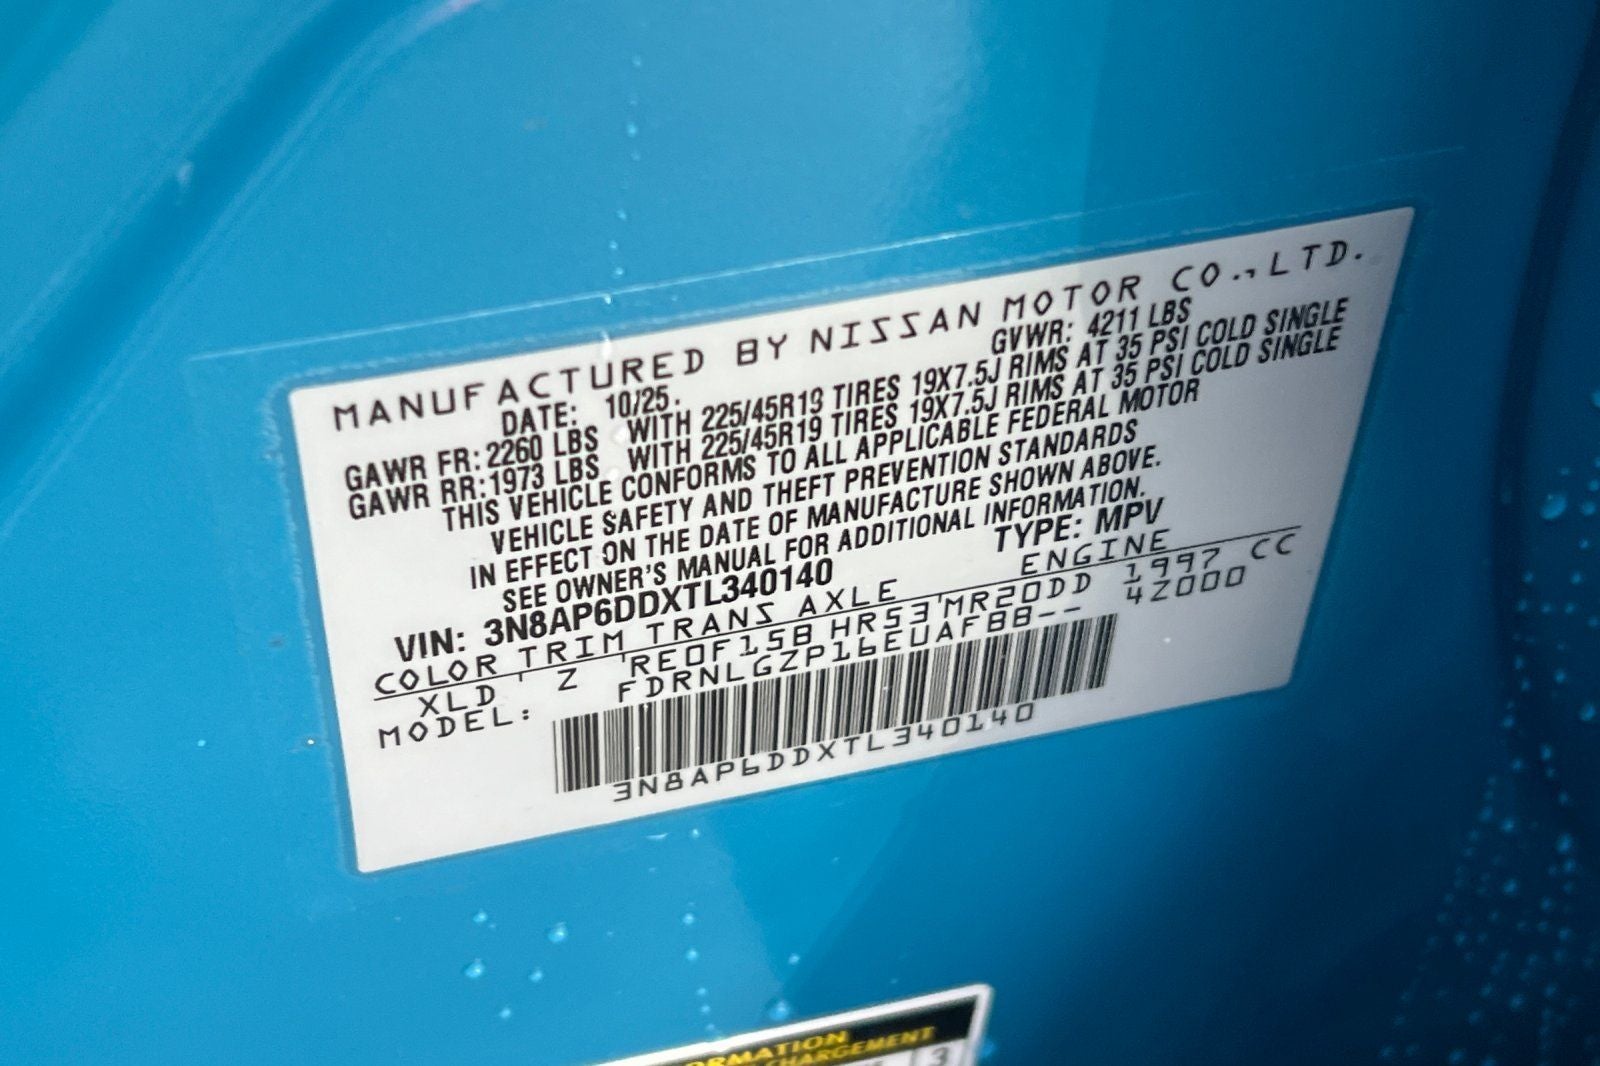 MANUFACTURED BY NISSAN MOTOR CO., LTD.
DATE: 10/25. GVWR: 4211 LBS
GAWR FR: 2260 LBS WITH 225/45R19 TIRES 19X7.5J RIMS AT 35 PSI COLD SINGLE
GAWR RR: 1973 LBS WITH 225/45R19 TIRES 19X7.5J RIMS AT 35 PSI COLD SINGLE
THIS VEHICLE CONFORMS TO ALL APPLICABLE FEDERAL MOTOR
VEHICLE SAFETY AND THEFT PREVENTION STANDARDS
IN EFFECT ON THE DATE OF MANUFACTURE SHOWN ABOVE.
SEE OWNER'S MANUAL FOR ADDITIONAL INFORMATION.
VIN: 3N8AP6DDXTL340140 TYPE: MPV
COLOR TRIM TRANS AXLE ENGINE
XLD Z RE0F15B HR53 MR20DD 1997 CC
MODEL: FDRNLGZP16EUAFBB-- 4Z000
3N8AP6DDXTL340140
3